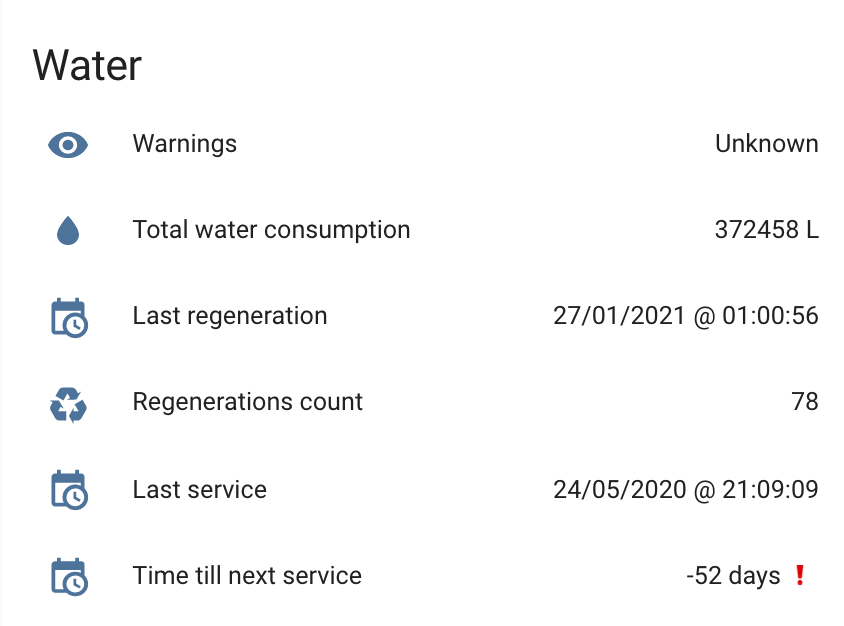 Water
Warnings Unknown
Total water consumption 372458 L
Last regeneration 27/01/2021 @ 01:00:56
Regenerations count 78
Last service 24/05/2020 @ 21:09:09
Time till next service -52 days ❗